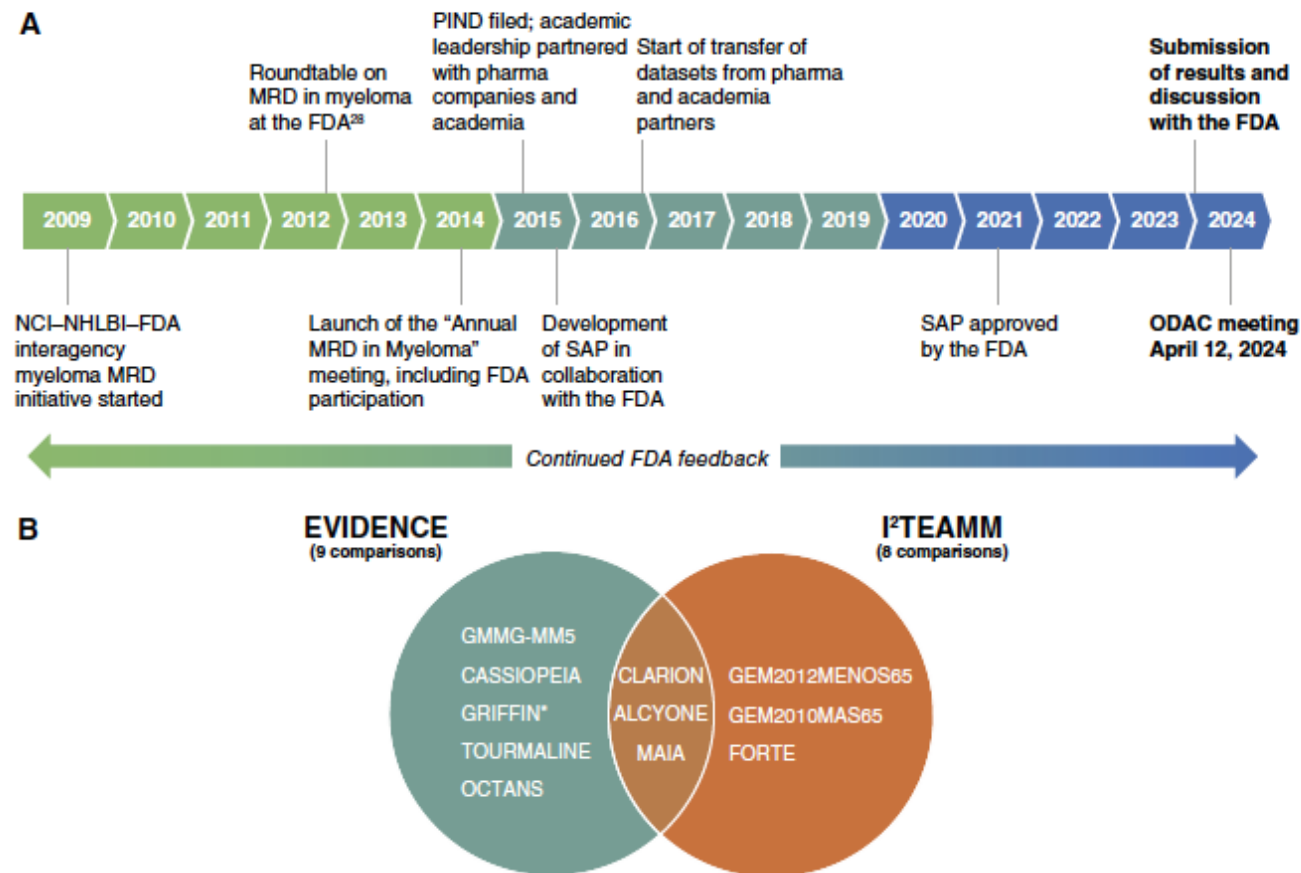 A
Roundtable on
MRD in myeloma
at the FDA28
PIND filed; academic
leadership partnered
with pharma
companies and
academia
Start of transfer of
datasets from pharma
and academia
partners
Submission
of results and
discussion
with the FDA
2009 2010 2011 2012 2013 2014 2015 2016 2017 2018 2019 2020 2021 2022 2023 2024
NCI–NHLBI–FDA
interagency
myeloma MRD
initiative started
Launch of the “Annual
MRD in Myeloma”
meeting, including FDA
participation
Development
of SAP in
collaboration
with the FDA
SAP approved
by the FDA
ODAC meeting
April 12, 2024
Continued FDA feedback
B
EVIDENCE
(9 comparisons)
I²TEAMM
(8 comparisons)
GMMG-MM5
CASSIOPEIA
GRIFFIN*
TOURMALINE
OCTANS
CLARION
ALCYONE
MAIA
GEM2012MENOS65
GEM2010MAS65
FORTE